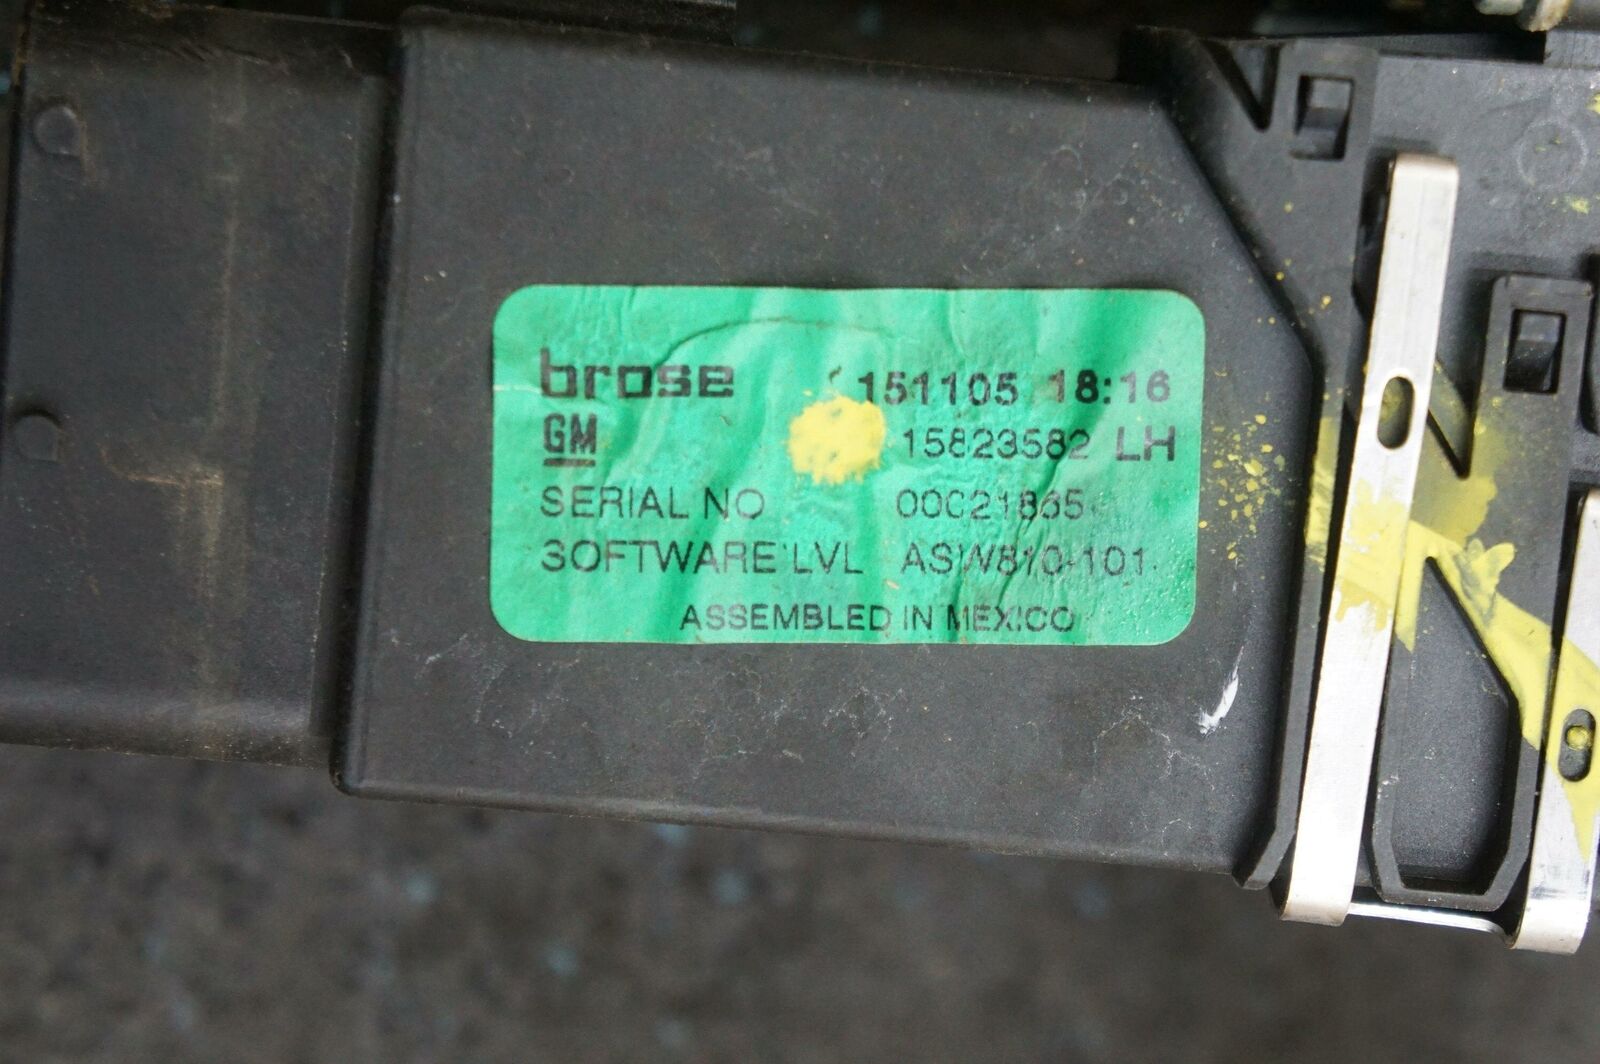 brose 151105 18:16
GM 15823582 LH
SERIAL NO 00021865
SOFTWARE LVL ASW810-101
ASSEMBLED IN MEXICO